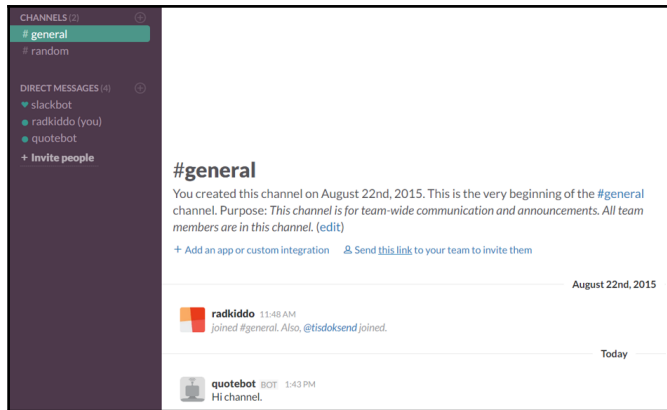 CHANNELS (2)
# general
# random
DIRECT MESSAGES (4)
slackbot
radkiddo (you)
quotebot
+ Invite people
#general
You created this channel on August 22nd, 2015. This is the very beginning of the #general
channel. Purpose: This channel is for team-wide communication and announcements. All team
members are in this channel. (edit)
+ Add an app or custom integration Send this link to your team to invite them
August 22nd, 2015
radkiddo 11:48 AM
joined #general. Also, @tisdoksend joined.
Today
quotebot BOT 1:43 PM
Hi channel.